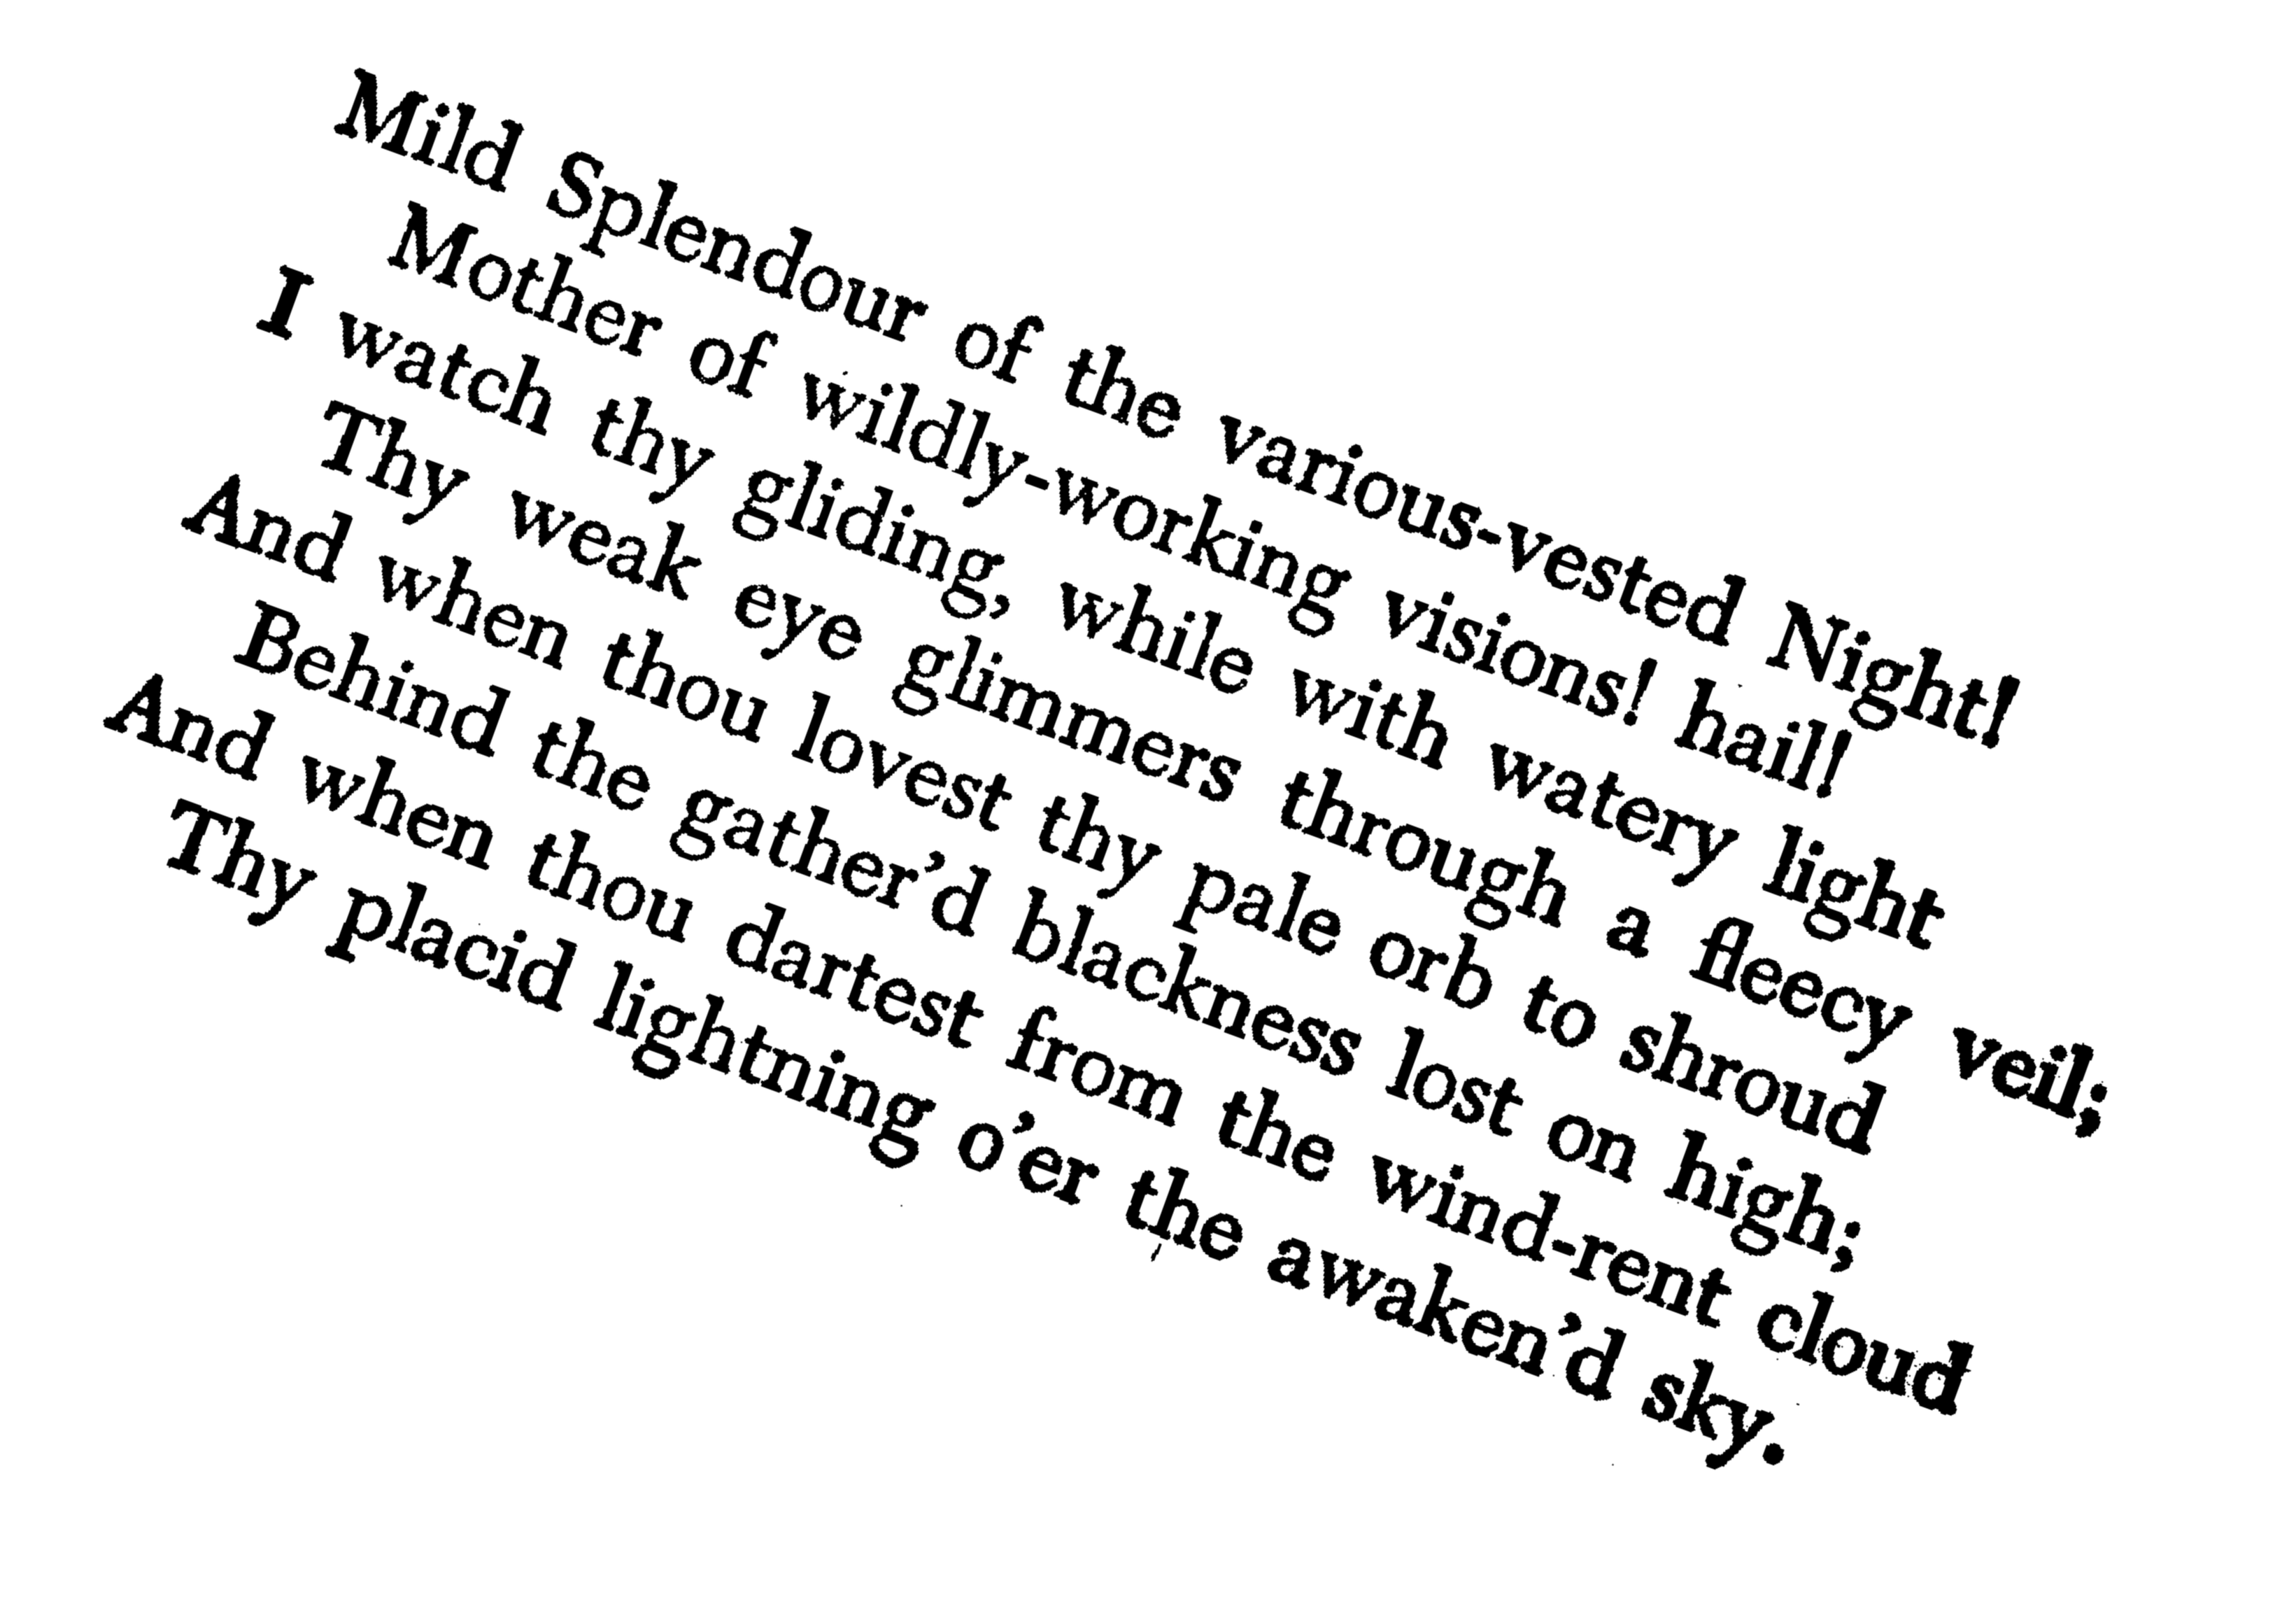 Mild Splendour of the various-vested Night!
Mother of wildly-working visions! hail!
I watch thy gliding, while with watery light
Thy weak eye glimmers through a fleecy veil;
And when thou lovest thy pale orb to shroud
Behind the gather’d blackness lost on high;
And when thou dartest from the wind-rent cloud
Thy placid lightning o’er the awaken’d sky.